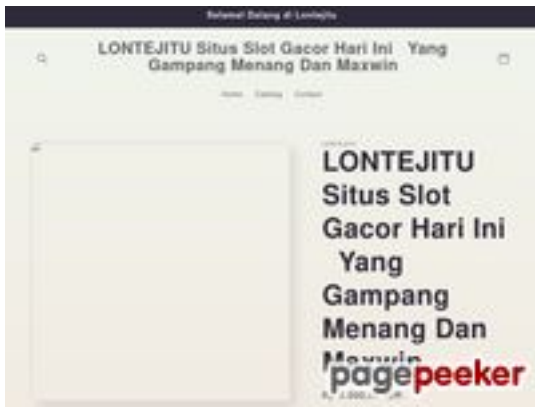 Selamat Datang di Lontejitu
LONTEJITU Situs Slot Gacor Hari Ini Yang
Gampang Menang Dan Maxwin
Home Catalog Contact
LONTEJITU
Situs Slot
Gacor Hari Ini
Yang
Gampang
Menang Dan
Maxwin
pagepeeker